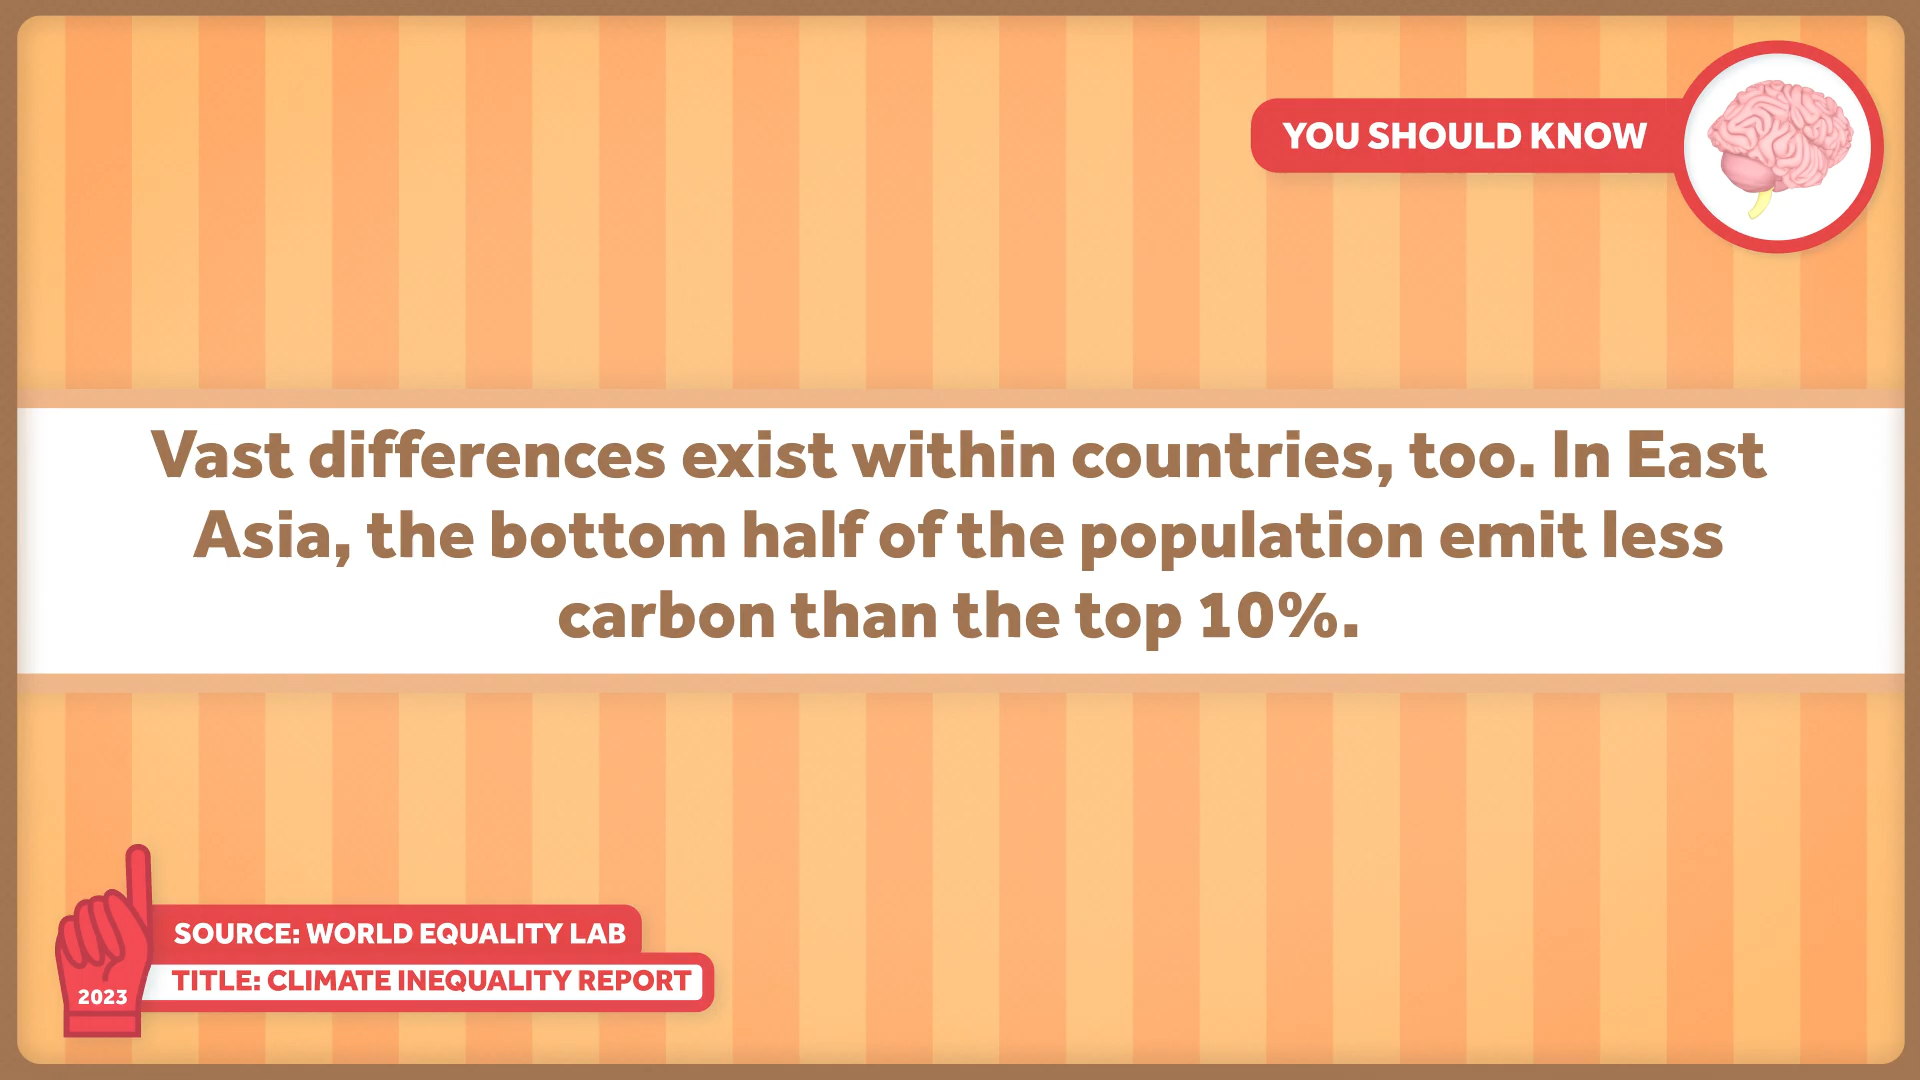 YOU SHOULD KNOW
Vast differences exist within countries, too. In East
Asia, the bottom half of the population emit less
carbon than the top 10%.
SOURCE: WORLD EQUALITY LAB
TITLE: CLIMATE INEQUALITY REPORT
2023